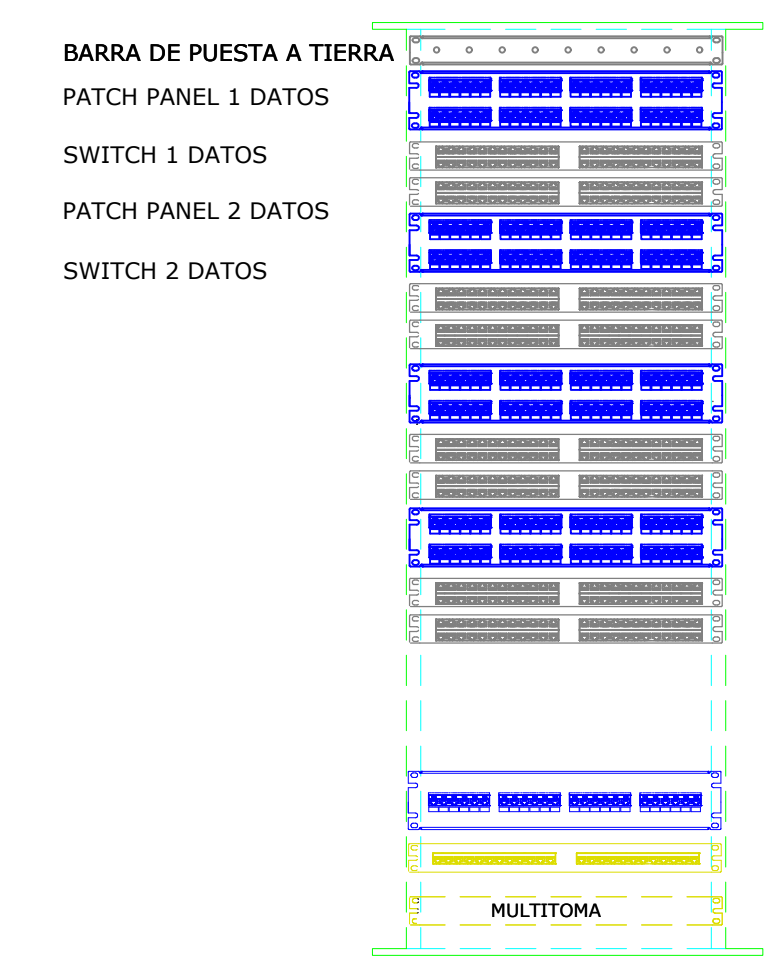 BARRA DE PUESTA A TIERRA
PATCH PANEL 1 DATOS
SWITCH 1 DATOS
PATCH PANEL 2 DATOS
SWITCH 2 DATOS
MULTITOMA